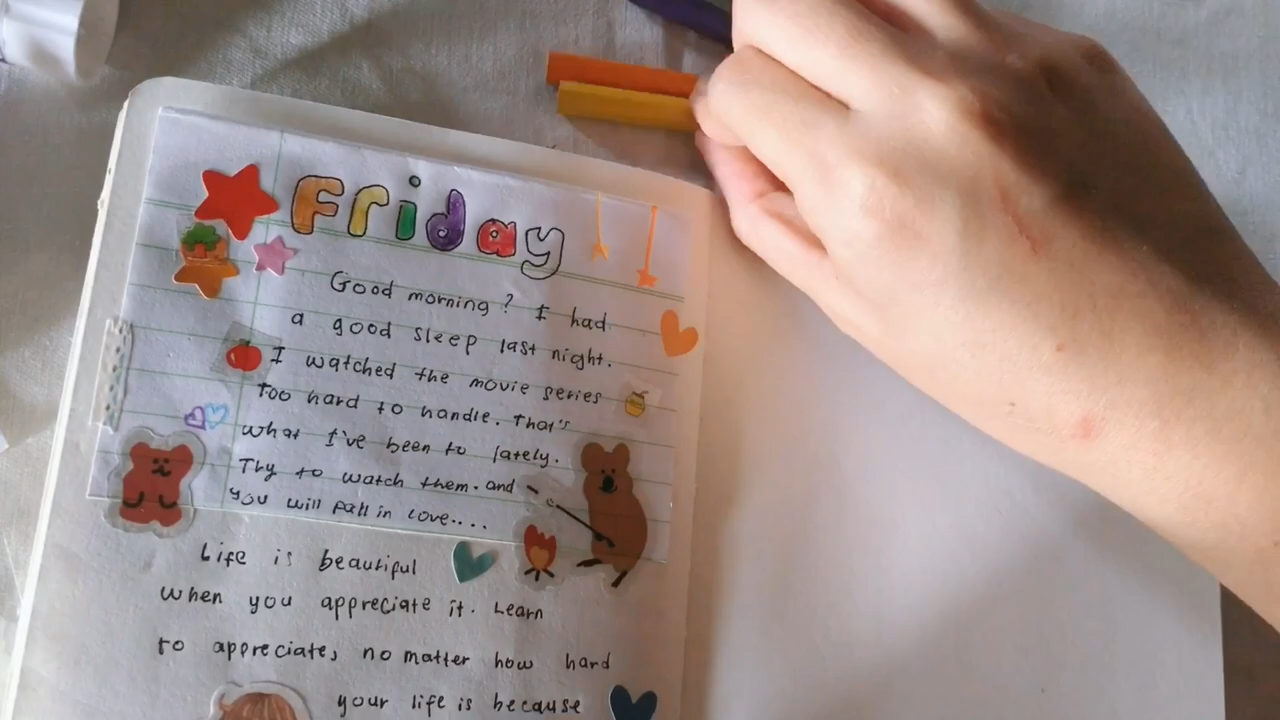 Friday
Good morning? I had
a good sleep last night.
I watched the movie series
Too hard to handle. That's
what I've been to lately.
Try to watch them. and
you will fall in love....
Life is beautiful
when you appreciate it. Learn
to appreciate, no matter how hard
your life is because